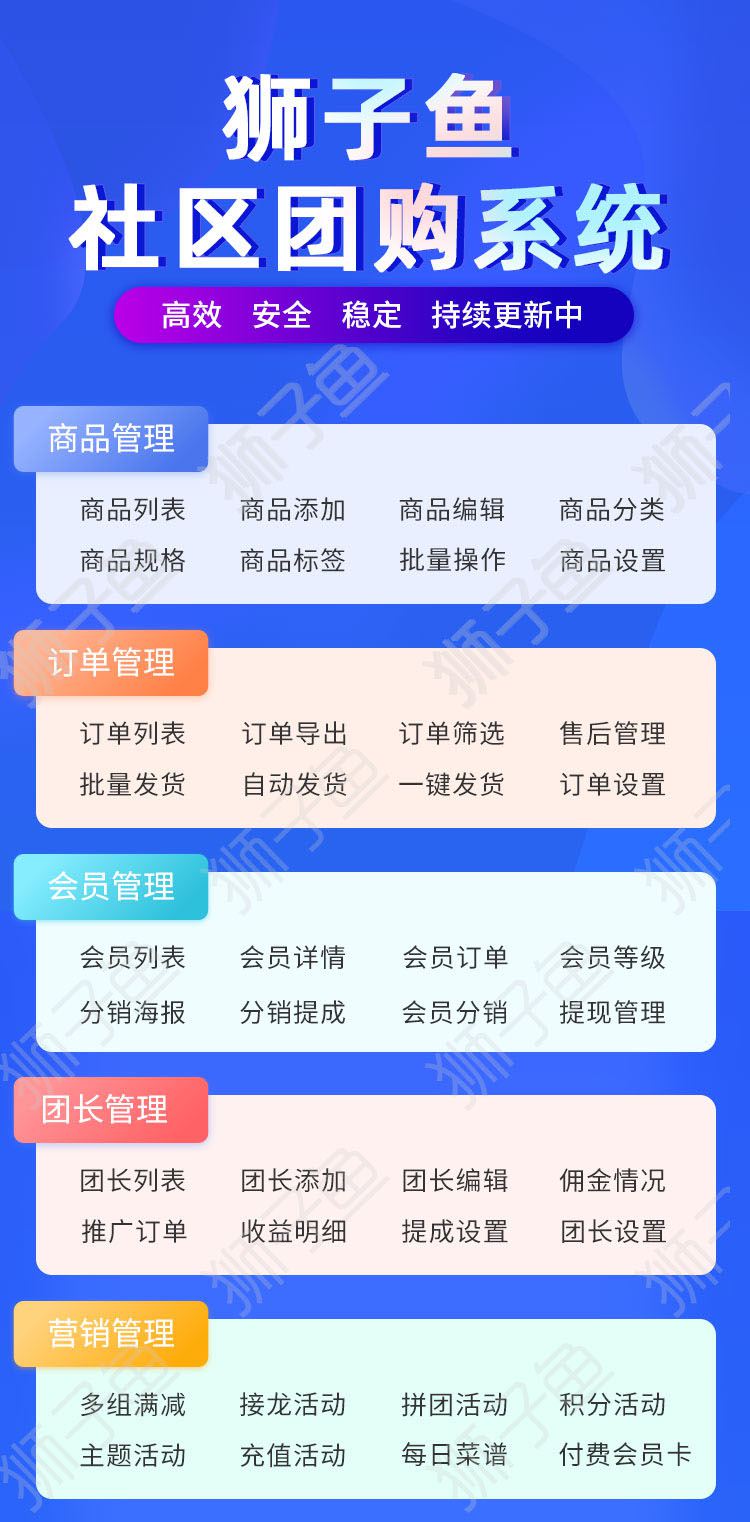 狮子鱼
社区团购系统
高效 安全 稳定 持续更新中
商品管理
商品列表 商品添加 商品编辑 商品分类
商品规格 商品标签 批量操作 商品设置
订单管理
订单列表 订单导出 订单筛选 售后管理
批量发货 自动发货 一键发货 订单设置
会员管理
会员列表 会员详情 会员订单 会员等级
分销海报 分销提成 会员分销 提现管理
团长管理
团长列表 团长添加 团长编辑 佣金情况
推广订单 收益明细 提成设置 团长设置
营销管理
多组满减 接龙活动 拼团活动 积分活动
主题活动 充值活动 每日菜谱 付费会员卡
狮子鱼